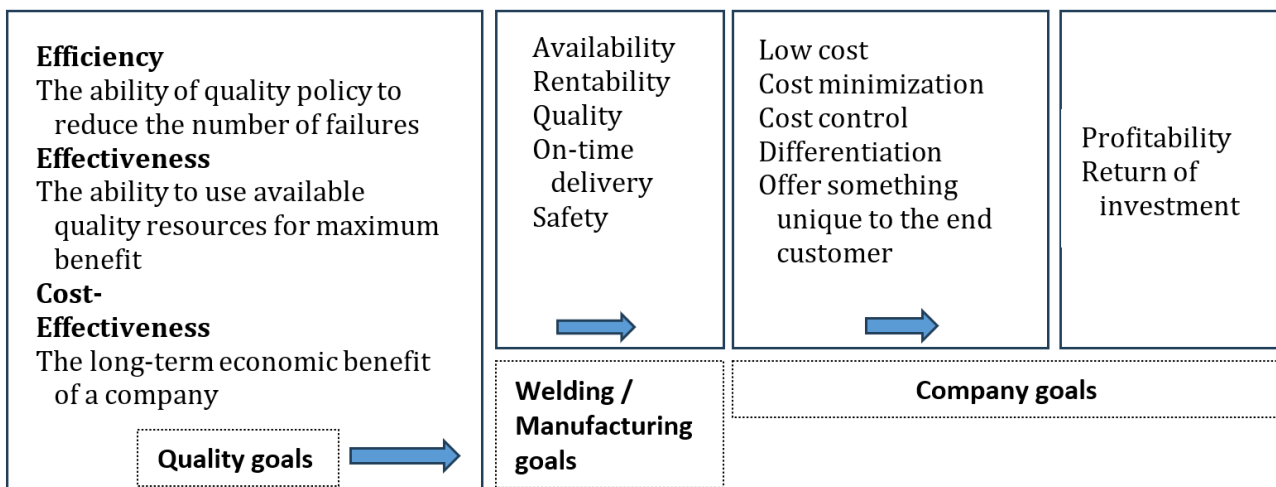 Efficiency
The ability of quality policy to
reduce the number of failures
Effectiveness
The ability to use available
quality resources for maximum
benefit
Cost-
Effectiveness
The long-term economic benefit
of a company
Quality goals
Availability
Rentability
Quality
On-time
delivery
Safety
Welding /
Manufacturing
goals
Low cost
Cost minimization
Cost control
Differentiation
Offer something
unique to the end
customer
Profitability
Return of
investment
Company goals